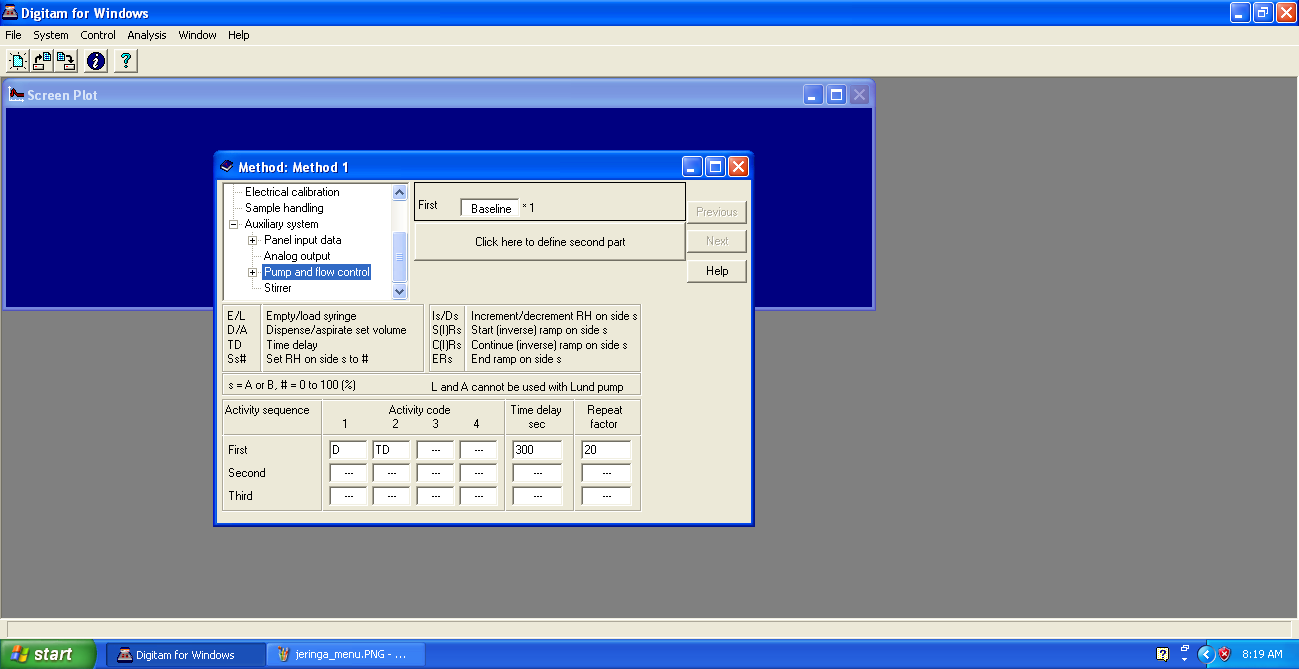 Digitam for Windows
File System Control Analysis Window Help
Screen Plot
Method: Method 1
Electrical calibration
Sample handling
Auxiliary system
Panel input data
Analog output
Pump and flow control
Stirrer
First Baseline * 1
Click here to define second part
Previous
Next
Help
E/L Empty/load syringe
D/A Dispense/aspirate set volume
TD Time delay
Ss# Set RH on side s to #
Is/Ds Increment/decrement RH on side s
S(I)Rs Start (inverse) ramp on side s
C(I)Rs Continue (inverse) ramp on side s
ERs End ramp on side s
s = A or B, # = 0 to 100 (%) L and A cannot be used with Lund pump
Activity sequence Activity code Time delay Repeat
1 2 3 4 sec factor
First D TD --- --- 300 20
Second --- --- --- --- --- ---
Third --- --- --- --- --- ---
start Digitam for Windows jeringa_menu.PNG - ... 8:19 AM